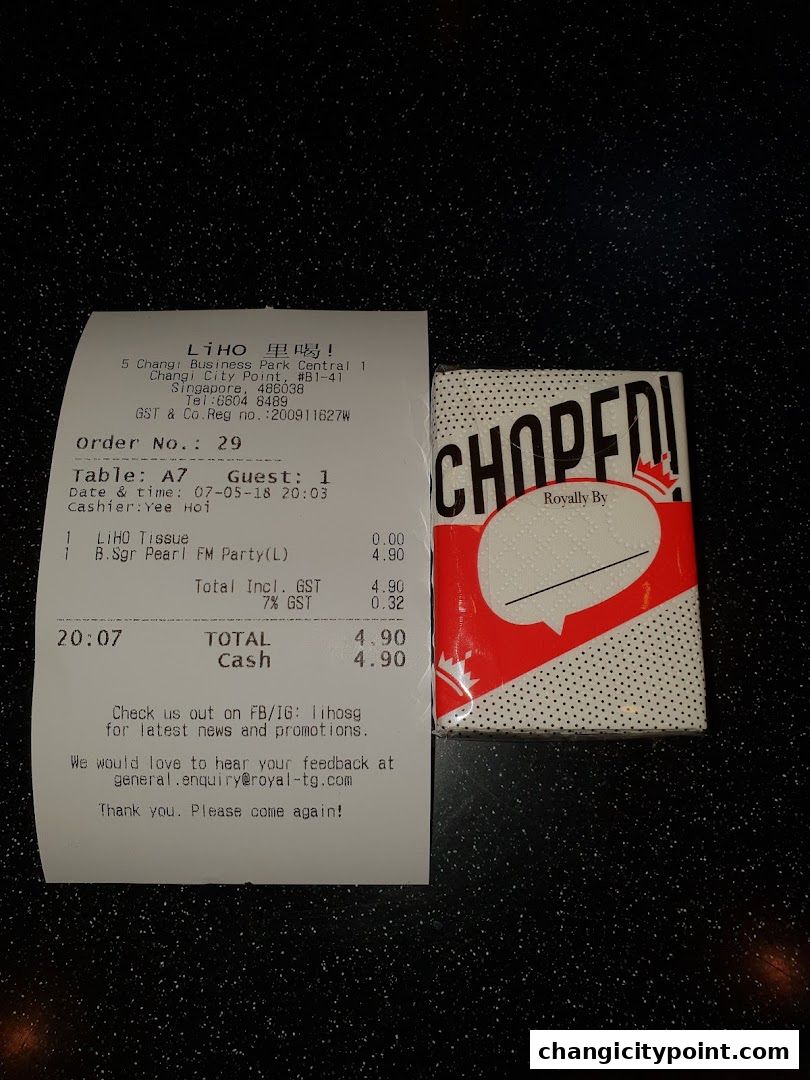 LiHO 里喝!
5 Changi Business Park Central 1
Changi City Point, #B1-41
Singapore, 486038
Tel:6604 8489
GST & Co.Reg no.:200911627W
Order No.: 29
Table: A7 Guest: 1
Date & time: 07-05-18 20:03
Cashier:Yee Hoi
1 LiHO Tissue 0.00
1 B.Sgr Pearl FM Party(L) 4.90
Total Incl. GST 4.90
7% GST 0.32
20:07 TOTAL 4.90
Cash 4.90
Check us out on FB/IG: lihosg
for latest news and promotions.
We would love to hear your feedback at
general.enquiry@royal-tg.com
Thank you. Please come again!
CHOPED!
Royally By
changicitypoint.com